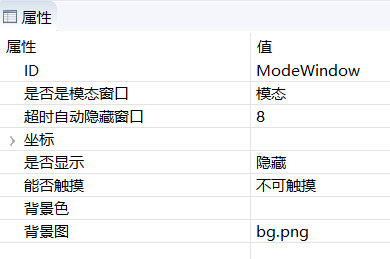 属性
属性 值
ID ModeWindow
是否是模态窗口 模态
超时自动隐藏窗口 8
坐标
是否显示 隐藏
能否触摸 不可触摸
背景色
背景图 bg.png